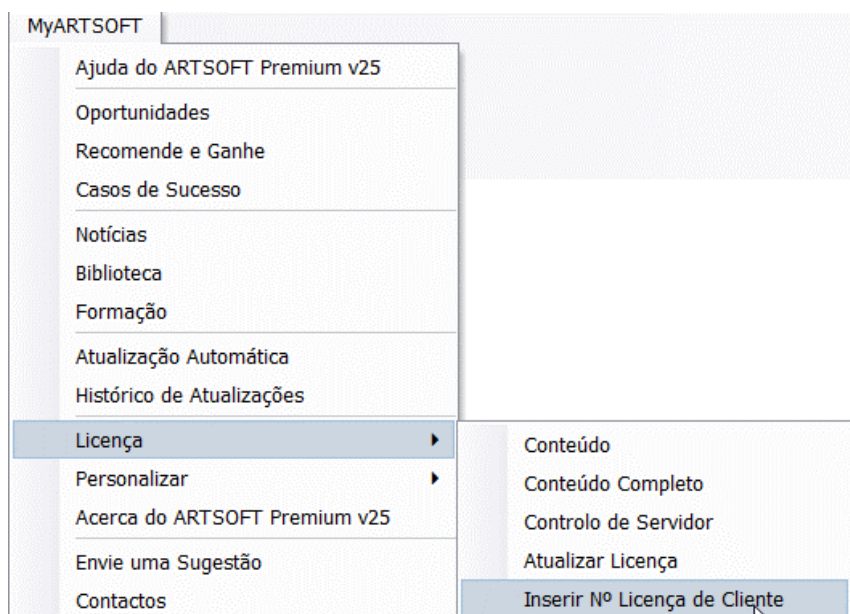 MyARTSOFT
Ajuda do ARTSOFT Premium v25
Oportunidades
Recomende e Ganhe
Casos de Sucesso
Notícias
Biblioteca
Formação
Atualização Automática
Histórico de Atualizações
Licença
Personalizar
Acerca do ARTSOFT Premium v25
Envie uma Sugestão
Contactos
Conteúdo
Conteúdo Completo
Controlo de Servidor
Atualizar Licença
Inserir Nº Licença de Cliente